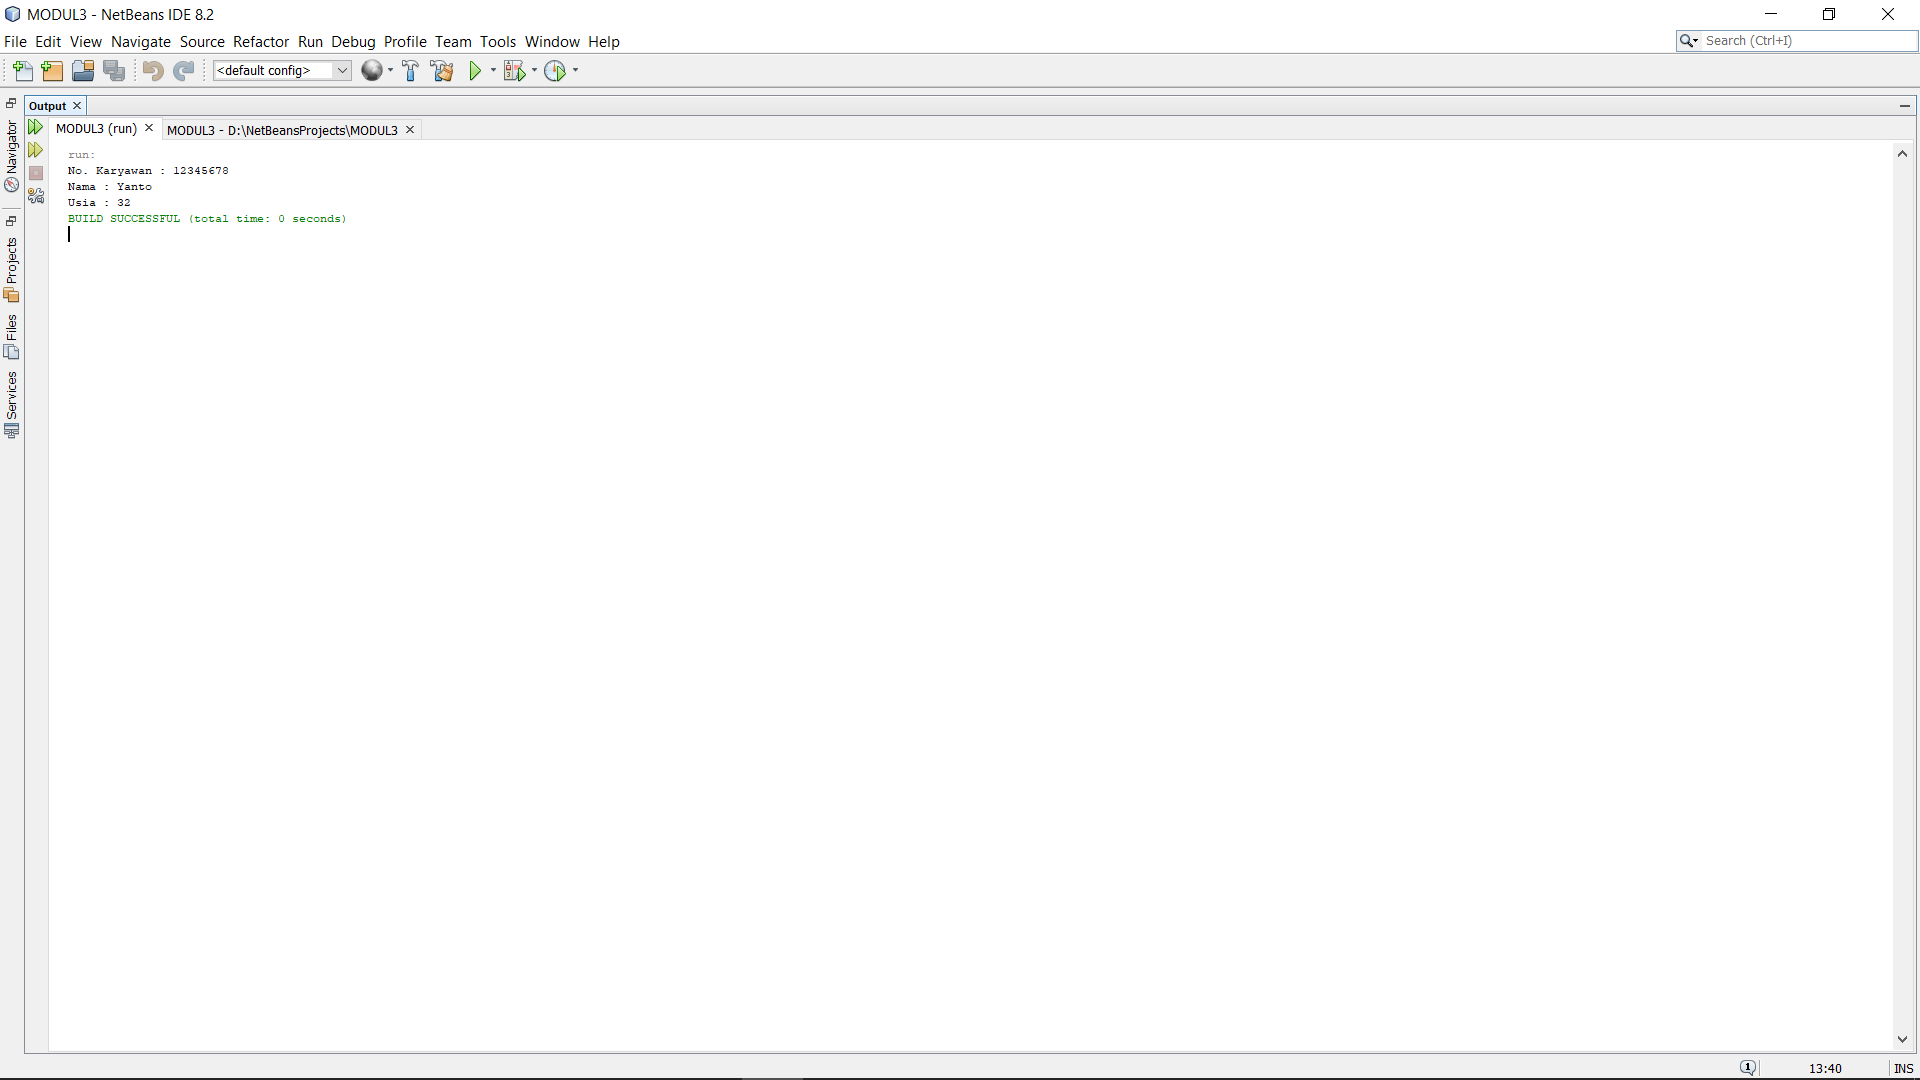 MODUL3 - NetBeans IDE 8.2
File Edit View Navigate Source Refactor Run Debug Profile Team Tools Window Help
Search (Ctrl+I)
<default config>
Output
MODUL3 (run)
MODUL3 - D:\NetBeansProjects\MODUL3
Navigator
Projects
Files
Services
run:
No. Karyawan : 12345678
Nama : Yanto
Usia : 32
BUILD SUCCESSFUL (total time: 0 seconds)
1
13:40
INS